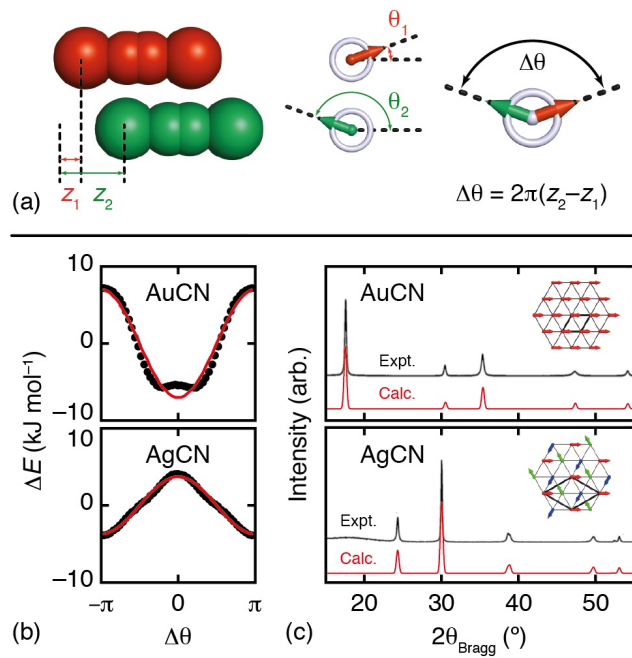 θ₁
θ₂
Δθ
z₁ z₂
(a)
Δθ = 2π(z₂–z₁)
10
AuCN
0
–10
10
AgCN
0
–10
ΔE (kJ mol⁻¹)
–π 0 π
Δθ
(b)
AuCN
Expt.
Calc.
AgCN
Expt.
Calc.
Intensity (arb.)
20 30 40 50
2θBragg (º)
(c)